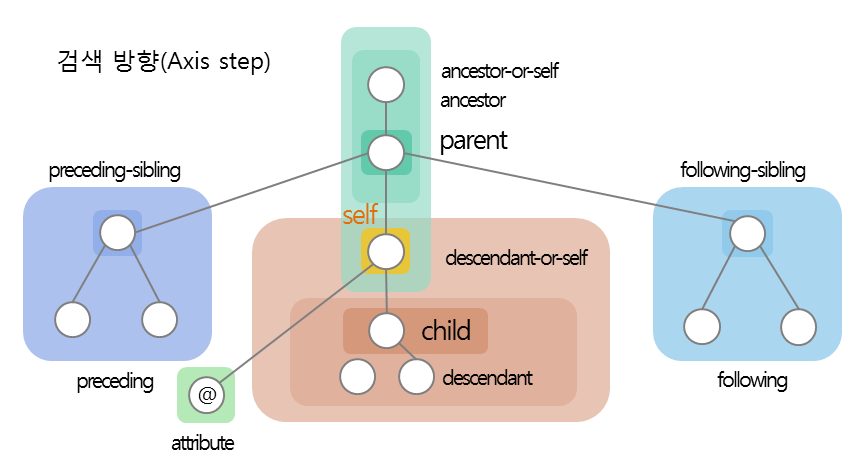 검색 방향(Axis step)
ancestor-or-self
ancestor
parent
preceding-sibling
following-sibling
self
descendant-or-self
child
descendant
preceding
following
@
attribute